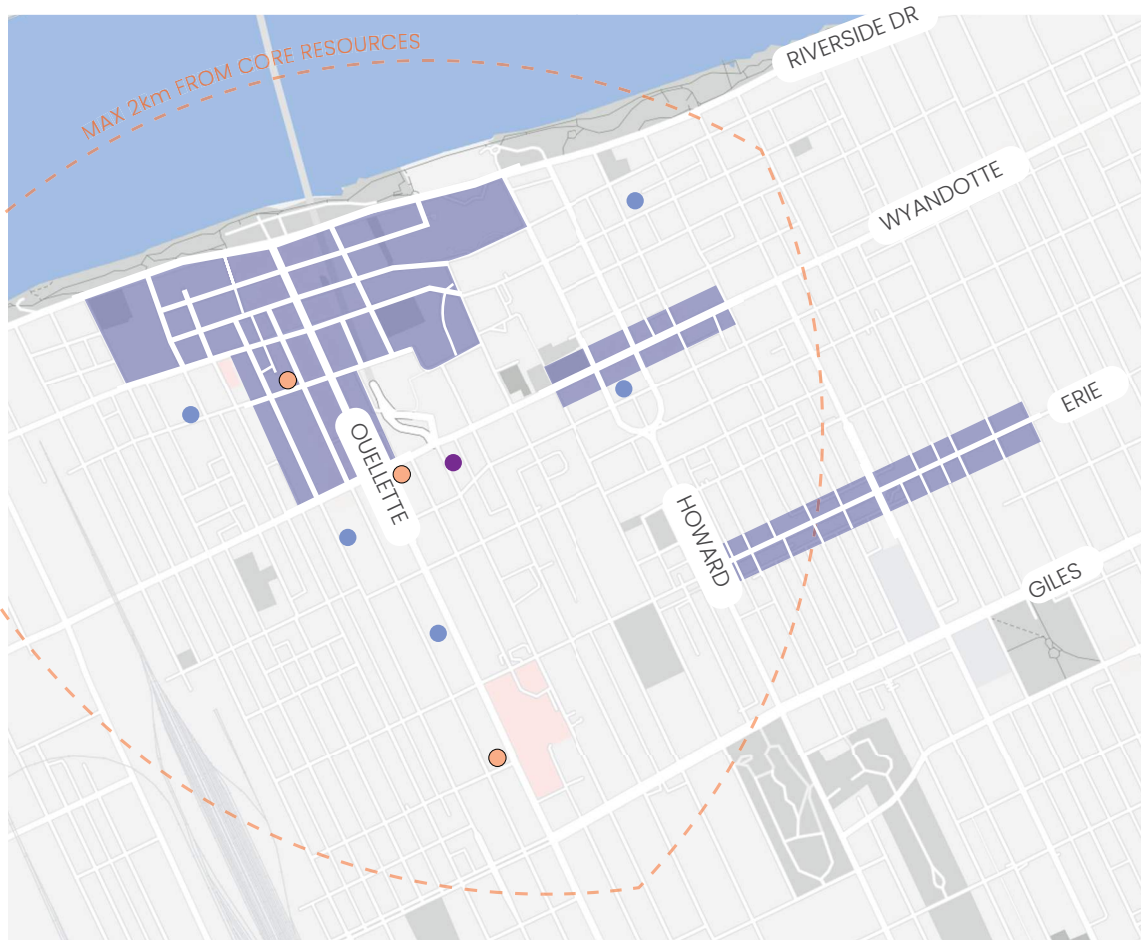 RIVERSIDE DR
MAX 2km FROM CORE RESOURCES
WYANDOTTE
ERIE
OUELLETTE
HOWARD
GILES